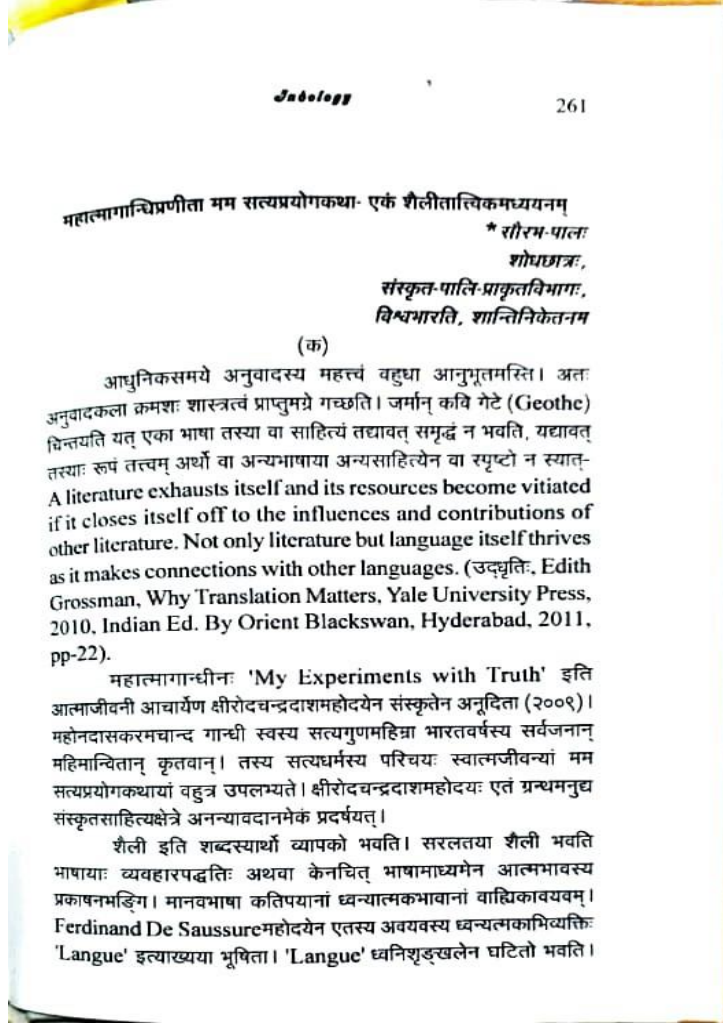 Indology
261
महात्मागान्धिप्रणीता मम सत्यप्रयोगकथा- एकं शैलीतात्त्विकमध्ययनम्
* सौरभ-पालः
शोधछात्रः,
संस्कृत-पालि-प्राकृतविभागः,
विश्वभारति, शान्तिनिकेतनम
(क)
आधुनिकसमये अनुवादस्य महत्त्वं वहुधा आनुभूतमस्ति। अतः
अनुवादकला क्रमशः शास्त्रत्वं प्राप्तुमग्रे गच्छति। जर्मान् कवि गेटे (Geothe)
चिन्तयति यत् एका भाषा तस्या वा साहित्यं तद्यावत् समृद्धं न भवति, यद्यावत्
तस्याः रूपं तत्त्वम् अर्थो वा अन्यभाषाया अन्यसाहित्येन वा स्पृष्टो न स्यात्-
A literature exhausts itself and its resources become vitiated
if it closes itself off to the influences and contributions of
other literature. Not only literature but language itself thrives
as it makes connections with other languages. (उद्धृतिः, Edith
Grossman, Why Translation Matters, Yale University Press,
2010, Indian Ed. By Orient Blackswan, Hyderabad, 2011,
pp-22).
महात्मागान्धीनः 'My Experiments with Truth' इति
आत्माजीवनी आचार्येण क्षीरोदचन्द्रदाशमहोदयेन संस्कृतेन अनूदिता (२००९)।
महोनदासकरमचान्द गान्धी स्वस्य सत्यगुणमहिम्ना भारतवर्षस्य सर्वजनान्
महिमान्वितान् कृतवान्। तस्य सत्यधर्मस्य परिचयः स्वात्मजीवन्यां मम
सत्यप्रयोगकथायां वहुत्र उपलभ्यते। क्षीरोदचन्द्रदाशमहोदयः एतं ग्रन्थमनुद्य
संस्कृतसाहित्यक्षेत्रे अनन्यावदानमेकं प्रदर्षयत्।
शैली इति शब्दस्यार्थो व्यापको भवति। सरलतया शैली भवति
भाषायाः व्यवहारपद्धतिः अथवा केनचित् भाषामाध्यमेन आत्मभावस्य
प्रकाषनभङ्गि। मानवभाषा कतिपयानां ध्वन्यात्मकभावानां वाह्यिकावयवम्।
Ferdinand De Saussureमहोदयेन एतस्य अवयवस्य ध्वन्यत्मकाभिव्यक्तिः
'Langue' इत्याख्यया भूषिता। 'Langue' ध्वनिशृङ्खलेन घटितो भवति।